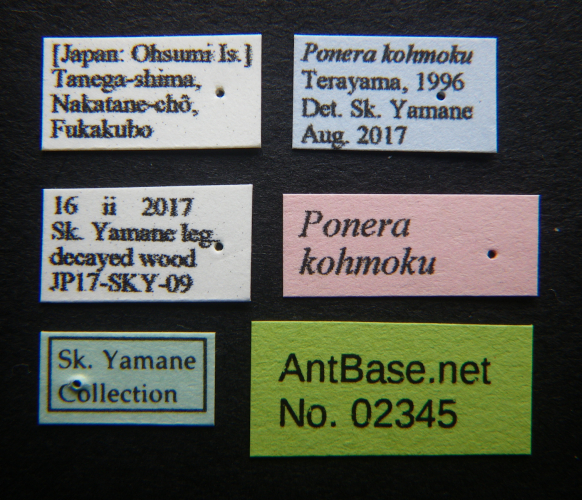 [Japan: Ohsumi Is.]
Tanega-shima,
Nakatane-chô,
Fukakubo
Ponera kohmoku
Terayama, 1996
Det. Sk. Yamane
Aug. 2017
16 ii 2017
Sk. Yamane leg.
decayed wood
JP17-SKY-09
Ponera
kohmoku
Sk. Yamane
Collection
AntBase.net
No. 02345